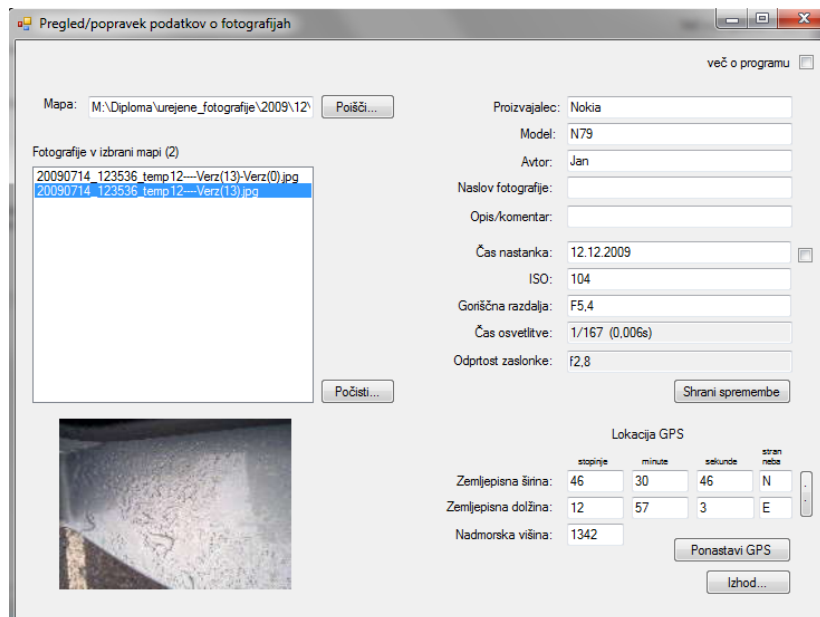 Pregled/popravek podatkov o fotografijah
več o programu
Mapa: M:\Diploma\urejene_fotografije\2009\12\ Poišči...
Fotografije v izbrani mapi (2)
20090714_123536_temp12----Verz(13)-Verz(0).jpg
20090714_123536_temp12----Verz(13).jpg
Počisti...
Proizvajalec: Nokia
Model: N79
Avtor: Jan
Naslov fotografije:
Opis/komentar:
Čas nastanka: 12.12.2009
ISO: 104
Goriščna razdalja: F5,4
Čas osvetlitve: 1/167 (0,006s)
Odprtost zaslonke: f2,8
Shrani spremembe
Lokacija GPS
stopinje minute sekunde stran neba
Zemljepisna širina: 46 30 46 N
Zemljepisna dolžina: 12 57 3 E
Nadmorska višina: 1342
Ponastavi GPS
Izhod...